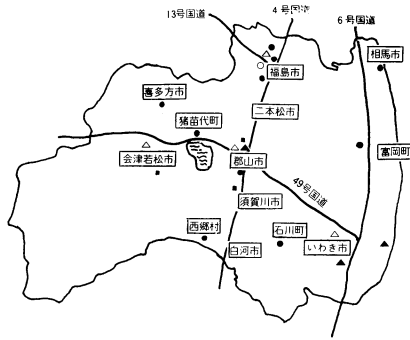 13号国道
4号国道
6号国道
相馬市
福島市
喜多方市
二本松市
猪苗代町
富岡町
会津若松市
郡山市
49号国道
須賀川市
西郷村
石川町
白河市
いわき市